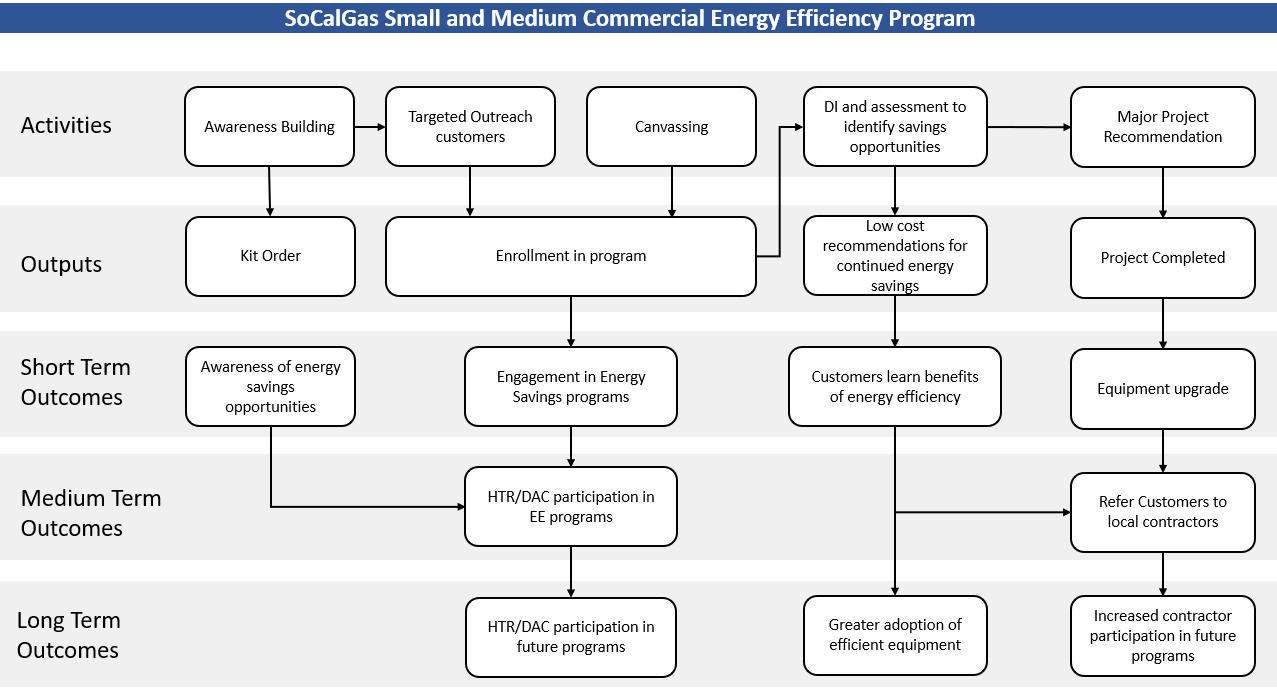 SoCalGas Small and Medium Commercial Energy Efficiency Program
Activities
Awareness Building
Targeted Outreach
customers
Canvassing
DI and assessment to
identify savings
opportunities
Major Project
Recommendation
Outputs
Kit Order
Enrollment in program
Low cost
recommendations for
continued energy
savings
Project Completed
Short Term
Outcomes
Awareness of energy
savings
opportunities
Engagement in Energy
Savings programs
Customers learn benefits
of energy efficiency
Equipment upgrade
Medium Term
Outcomes
HTR/DAC participation in
EE programs
Refer Customers to
local contractors
Long Term
Outcomes
HTR/DAC participation in
future programs
Greater adoption of
efficient equipment
Increased contractor
participation in future
programs